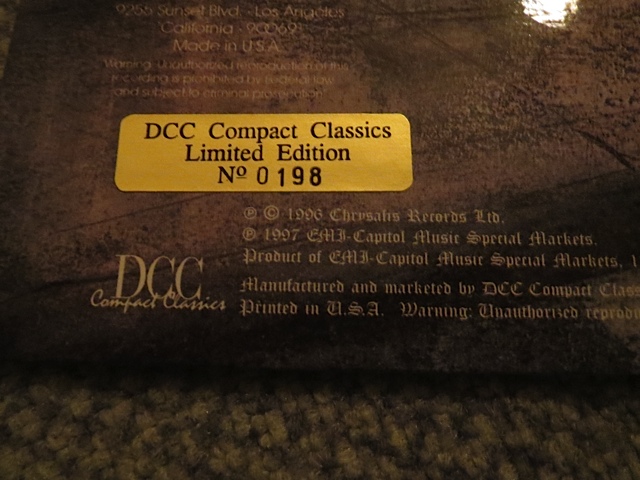 9255 Sunset Blvd. - Los Angeles
California - 90069
Made in U.S.A.
Warning: Unauthorized reproduction of this
recording is prohibited by Federal law
and subject to criminal prosecution"
DCC Compact Classics
Limited Edition
Nº 0198
℗ © 1996 Chrysalis Records Ltd.
℗ 1997 EMI-Capitol Music Special Markets.
Product of EMI-Capitol Music Special Markets, 1
Manufactured and marketed by DCC Compact Clas
Printed in U.S.A. Warning: Unauthorized reprodu
DCC
Compact Classics